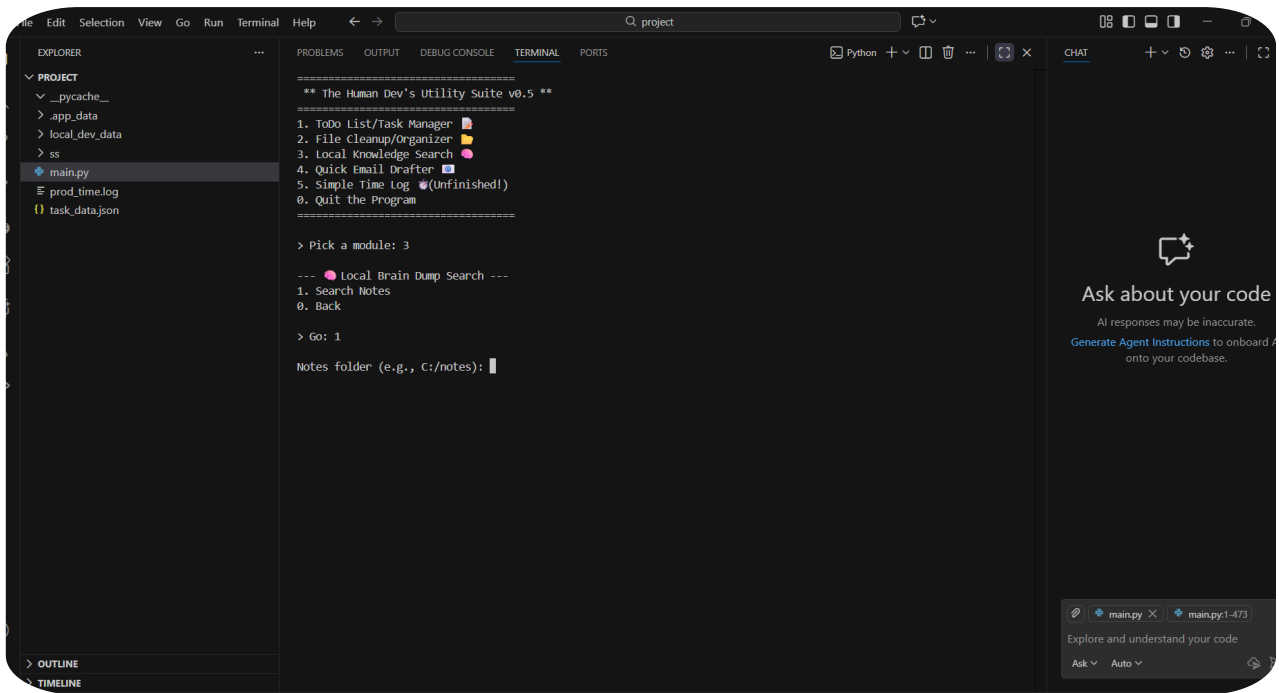 Edit Selection View Go Run Terminal Help
project
EXPLORER
PROJECT
_pycache_
.app_data
local_dev_data
ss
main.py
prod_time.log
task_data.json
OUTLINE
TIMELINE
PROBLEMS OUTPUT DEBUG CONSOLE TERMINAL PORTS
Python
===================================
** The Human Dev's Utility Suite v0.5 **
===================================
1. ToDo List/Task Manager 📝
2. File Cleanup/Organizer 📂
3. Local Knowledge Search 🧠
4. Quick Email Drafter 📧
5. Simple Time Log ⏱(Unfinished!)
0. Quit the Program
===================================
> Pick a module: 3
--- 🧠 Local Brain Dump Search ---
1. Search Notes
0. Back
> Go: 1
Notes folder (e.g., C:/notes):
CHAT
Ask about your code
AI responses may be inaccurate.
Generate Agent Instructions to onboard
onto your codebase.
main.py
main.py:1-473
Explore and understand your code
Ask Auto